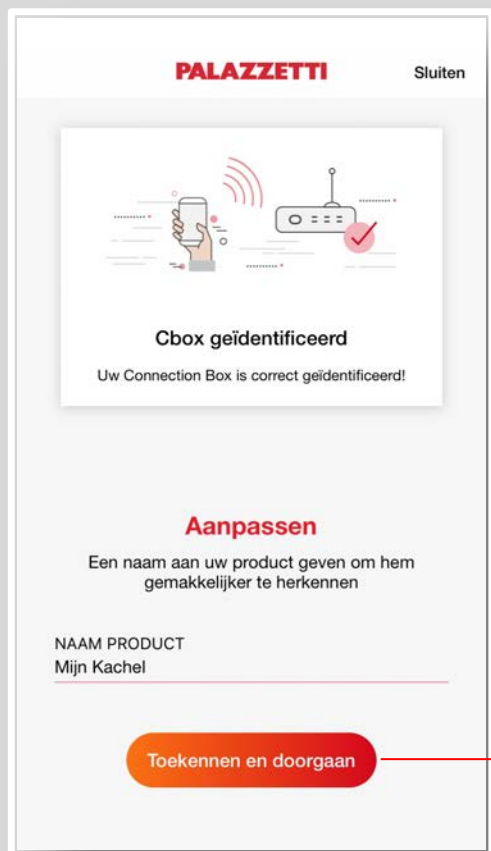 PALAZZETTI
Sluiten
Cbox geïdentificeerd
Uw Connection Box is correct geïdentificeerd!
Aanpassen
Een naam aan uw product geven om hem
gemakkelijker te herkennen
NAAM PRODUCT
Mijn Kachel
Toekennen en doorgaan